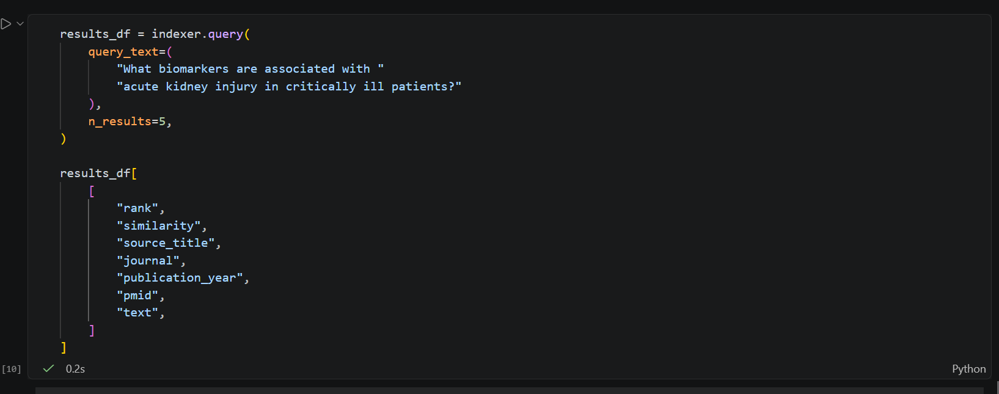 results_df = indexer.query(
    query_text=(
        "What biomarkers are associated with "
        "acute kidney injury in critically ill patients?"
    ),
    n_results=5,
)

results_df[
    [
        "rank",
        "similarity",
        "source_title",
        "journal",
        "publication_year",
        "pmid",
        "text",
    ]
]
[10] 0.2s Python